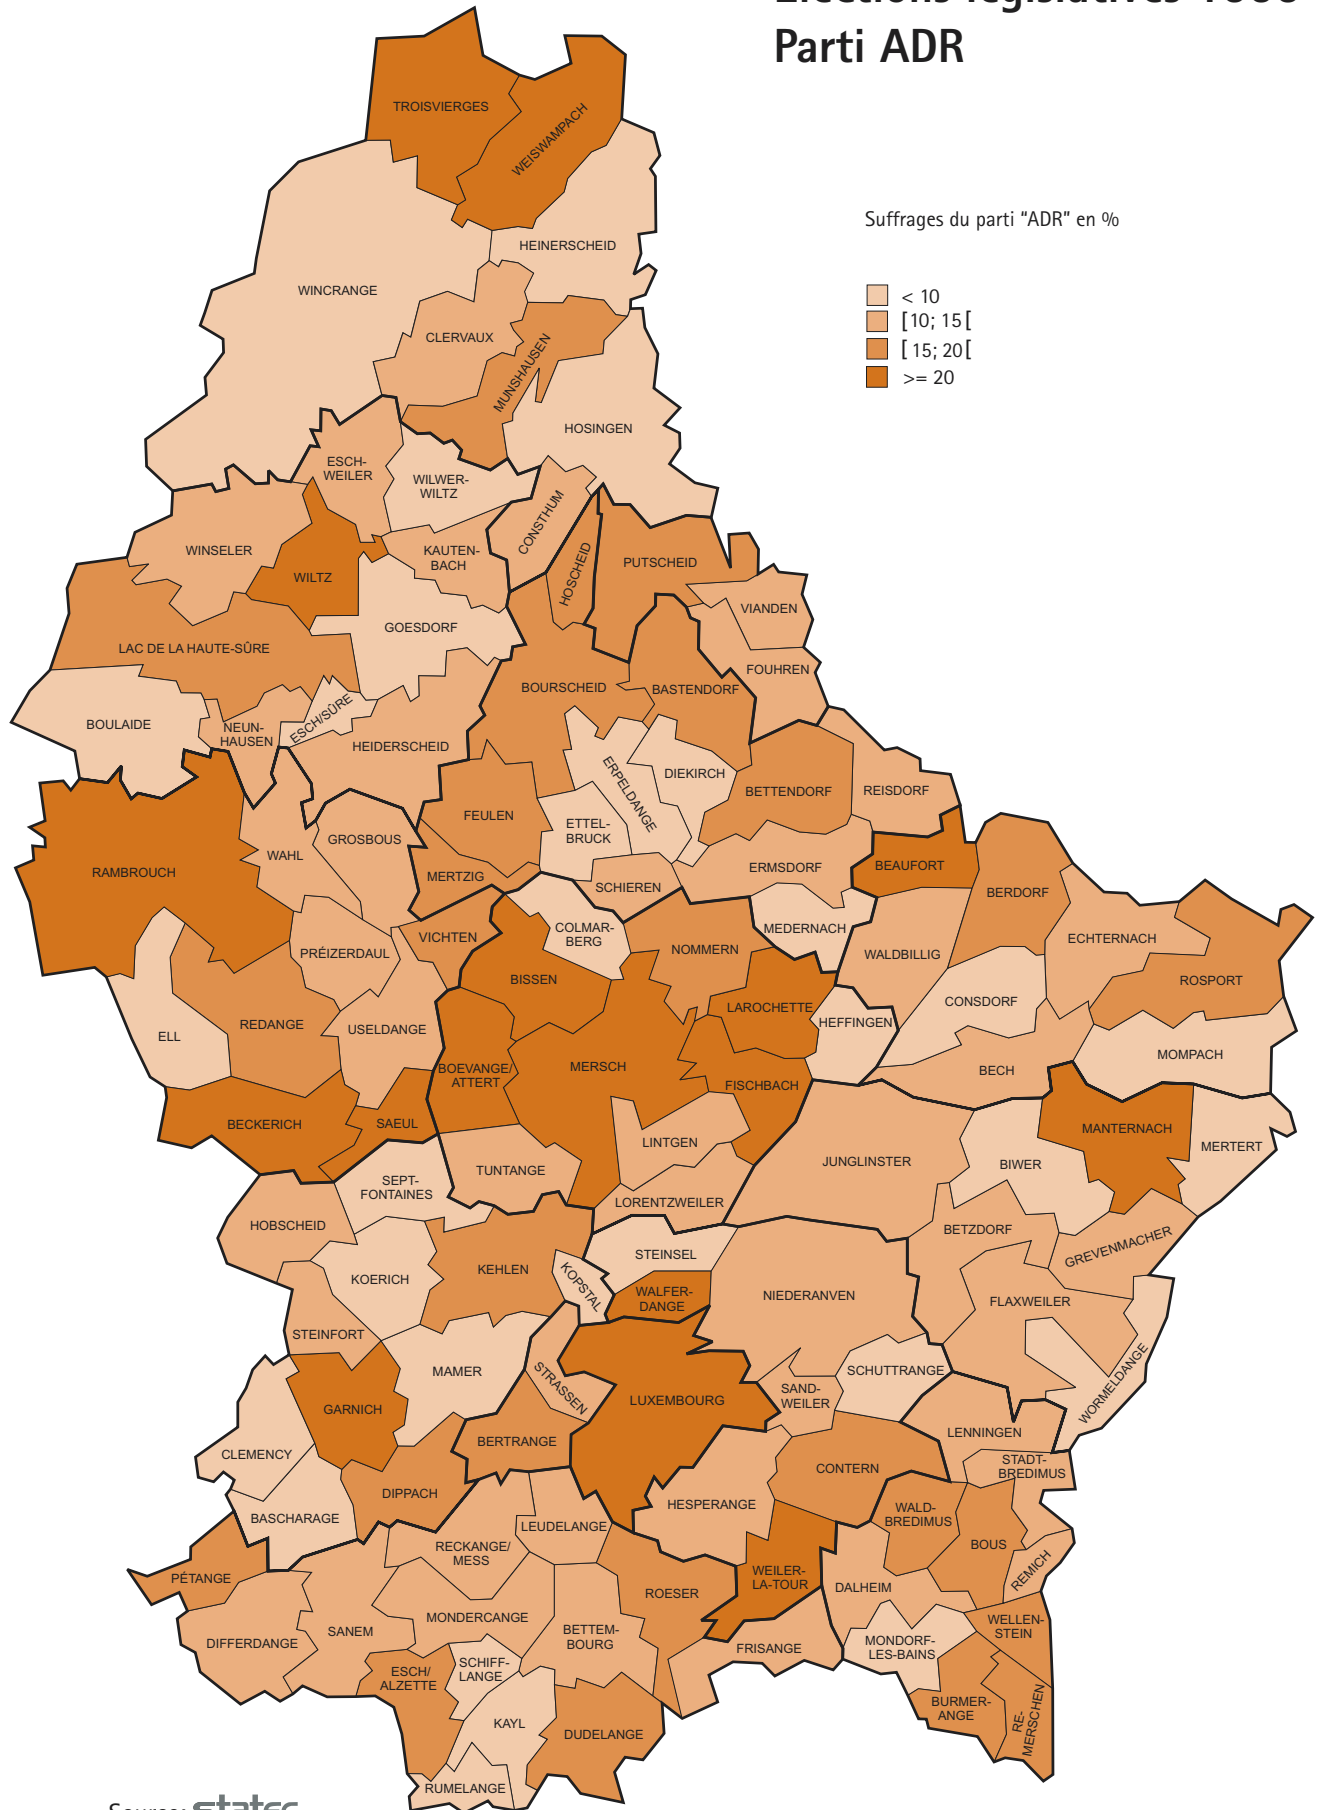 Parti ADR
Suffrages du parti "ADR" en %
< 10
[10; 15[
[15; 20[
>= 20
TROISVIERGES
WEISWAMPACH
HEINERSCHEID
WINCRANGE
CLERVAUX
MUNSHAUSEN
HOSINGEN
ESCH-
WEILER
WILWER-
WILTZ
CONSTHUM
WINSELER
KAUTEN-
BACH
WILTZ
HOSCHEID
PUTSCHEID
VIANDEN
GOESDORF
LAC DE LA HAUTE-SÛRE
FOUHREN
BOURSCHEID
BASTENDORF
BOULAIDE
NEUN-
HAUSEN
ESCH/SÛRE
HEIDERSCHEID
ERPELDANGE
DIEKIRCH
BETTENDORF
REISDORF
FEULEN
ETTEL-
BRUCK
GROSBOUS
WAHL
RAMBROUCH
MERTZIG
SCHIEREN
ERMSDORF
BEAUFORT
BERDORF
COLMAR-
BERG
MEDERNACH
VICHTEN
PRÉIZERDAUL
NOMMERN
WALDBILLIG
ECHTERNACH
BISSEN
ROSPORT
LAROCHETTE
CONSDORF
HEFFINGEN
REDANGE
USELDANGE
ELL
MOMPACH
BOEVANGE/
ATTERT
MERSCH
BECH
FISCHBACH
BECKERICH
SAEUL
LINTGEN
MANTERNACH
MERTERT
JUNGLINSTER
BIWER
TUNTANGE
SEPT-
FONTAINES
LORENTZWEILER
HOBSCHEID
BETZDORF
GREVENMACHER
STEINSEL
KOERICH
KEHLEN
KOPSTAL
WALFER-
DANGE
NIEDERANVEN
FLAXWEILER
STEINFORT
MAMER
STRASSEN
SCHUTTRANGE
WORMELDANGE
SAND-
WEILER
LUXEMBOURG
GARNICH
LENNINGEN
BERTRANGE
CLEMENCY
CONTERN
STADT-
BREDIMUS
DIPPACH
HESPERANGE
WALD-
BREDIMUS
BASCHARAGE
LEUDELANGE
RECKANGE/
MESS
BOUS
REMICH
PÉTANGE
WEILER-
LA-TOUR
DALHEIM
ROESER
MONDERCANGE
WELLEN-
STEIN
DIFFERDANGE
SANEM
BETTEM-
BOURG
FRISANGE
MONDORF-
LES-BAINS
ESCH/
ALZETTE
SCHIFF-
LANGE
BURMER-
ANGE
RE-
MERSCHEN
KAYL
DUDELANGE
RUMELANGE